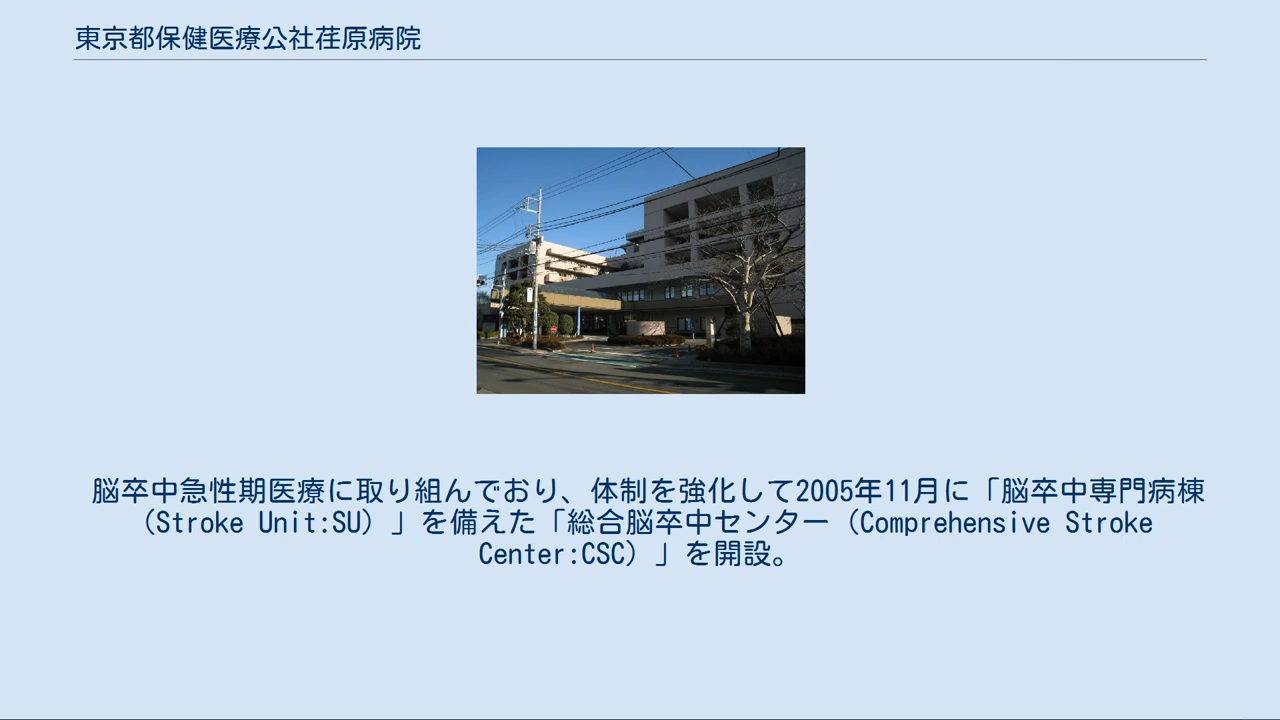 東京都保健医療公社荏原病院
脳卒中急性期医療に取り組んでおり、体制を強化して2005年11月に「脳卒中専門病棟
（Stroke Unit:SU）」を備えた「総合脳卒中センター（Comprehensive Stroke
Center:CSC）」を開設。